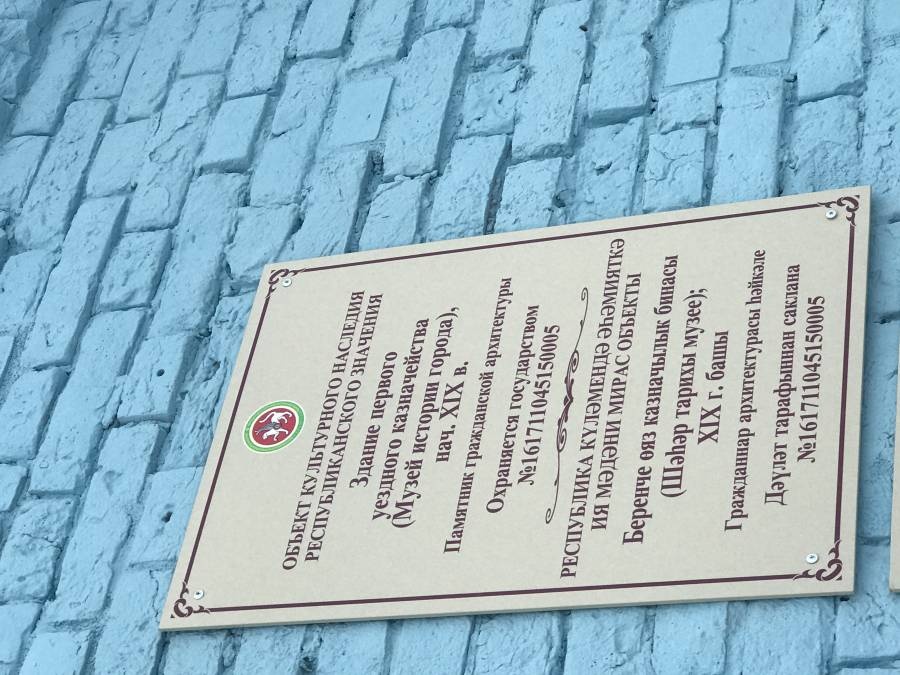 ОБЪЕКТ КУЛЬТУРНОГО НАСЛЕДИЯ
РЕСПУБЛИКАНСКОГО ЗНАЧЕНИЯ
Здание первого
уездного казначейства
(Музей истории города),
нач. XIX в.
Памятник гражданской архитектуры
Охраняется государством
№161711045150005
РЕСПУБЛИКА КҮЛӘМЕНДӘ ӘҺӘМИЯТКӘ
ИЯ МӘДӘНИ МИРАС ОБЪЕКТЫ
Беренче өяз казначылык бинасы
(Шәһәр тарихы музее);
XIX г. башы
Гражданнар архитектурасы һәйкәле
Дәүләт тарафыннан саклана
№161711045150005